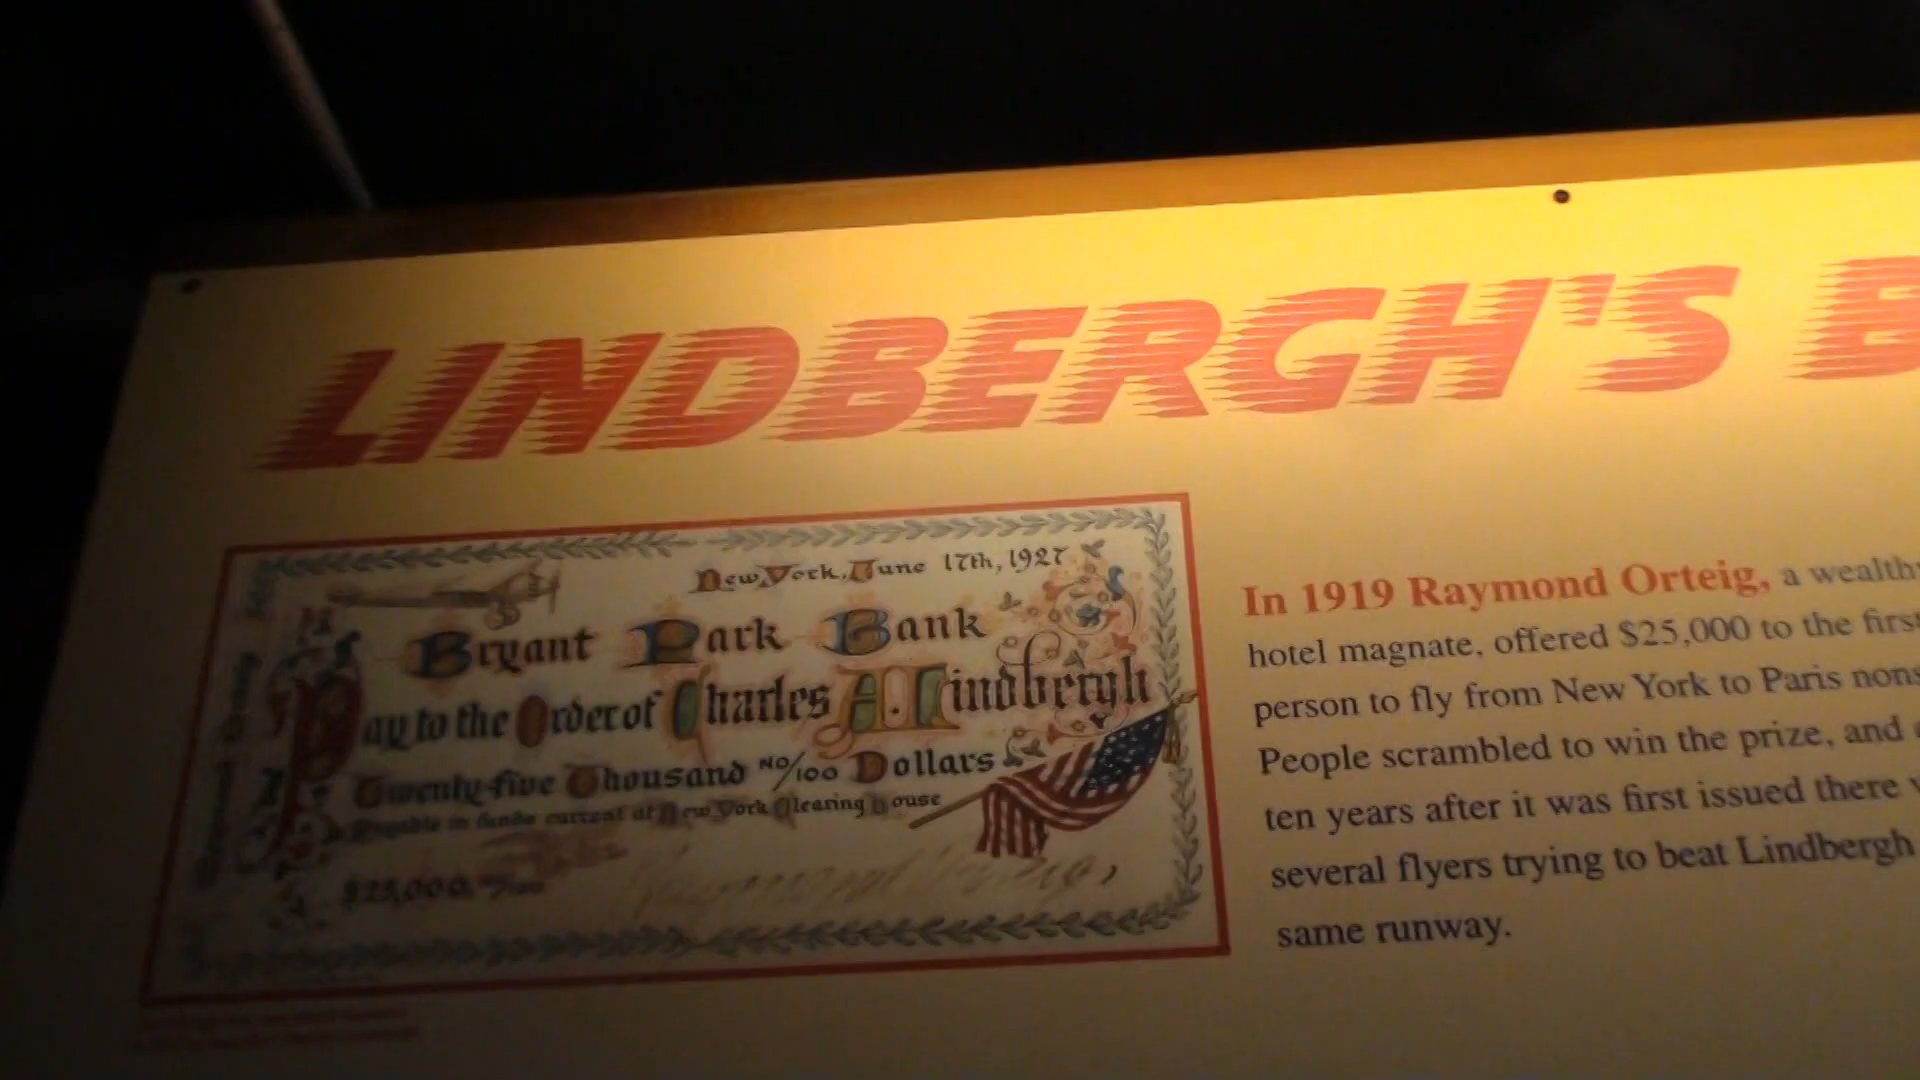 LINDBERGH'S B
New York, June 17th, 1927
Bryant Park Bank
Pay to the Order of Charles A. Lindbergh
Twenty-five Thousand NO/100 Dollars
Payable in funds current at New York Clearing House
$25,000.
In 1919 Raymond Orteig, a wealthy
hotel magnate, offered $25,000 to the first
person to fly from New York to Paris nons
People scrambled to win the prize, and
ten years after it was first issued there
several flyers trying to beat Lindbergh
same runway.